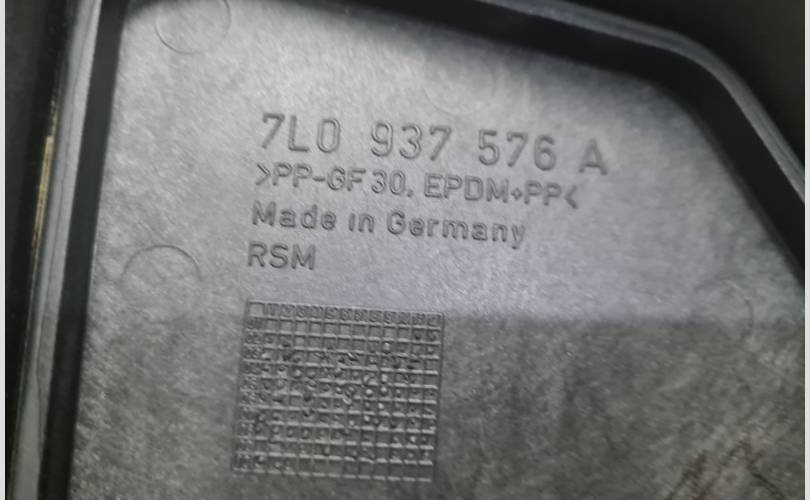 7L0 937 576 A
>PP-GF30, EPDM+PP<
Made in Germany
RSM